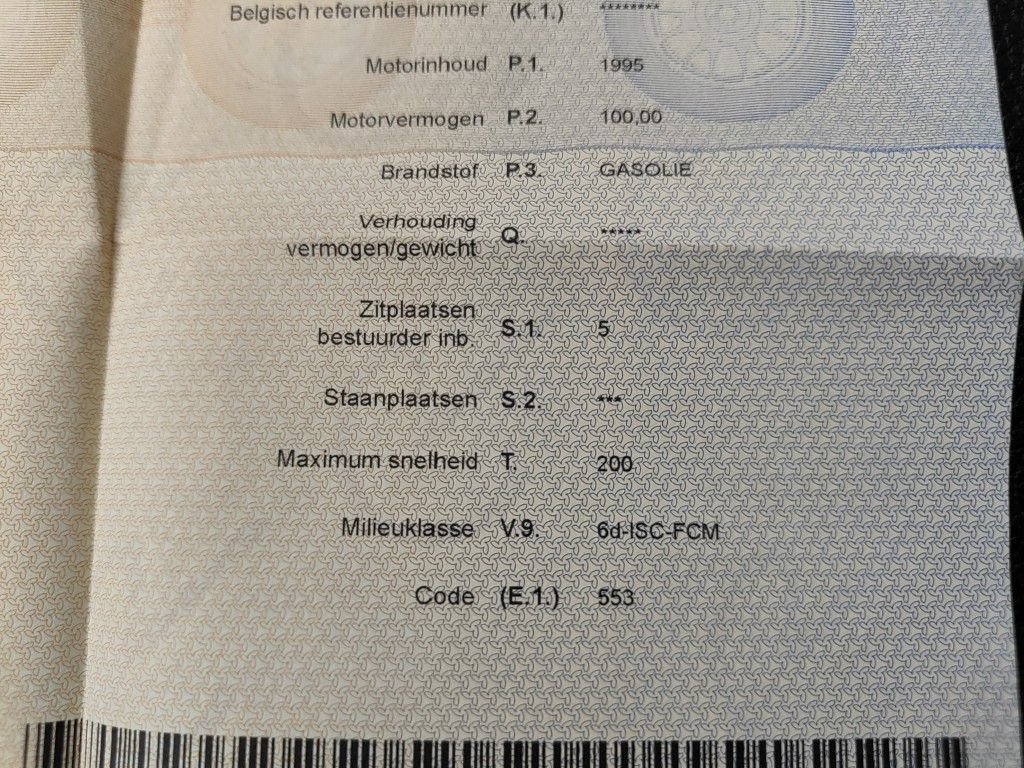 Belgisch referentienummer (K.1.) ********
Motorinhoud P.1. 1995
Motorvermogen P.2. 100,00
Brandstof P.3. GASOLIE
Verhouding
vermogen/gewicht Q. *****
Zitplaatsen
bestuurder inb. S.1. 5
Staanplaatsen S.2. ***
Maximum snelheid T. 200
Milieuklasse V.9. 6d-ISC-FCM
Code (E.1.) 553